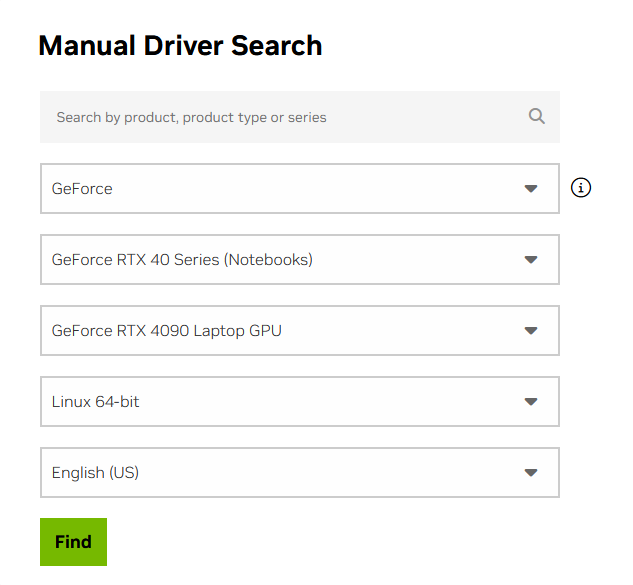 Manual Driver Search
Search by product, product type or series
GeForce
GeForce RTX 40 Series (Notebooks)
GeForce RTX 4090 Laptop GPU
Linux 64-bit
English (US)
Find